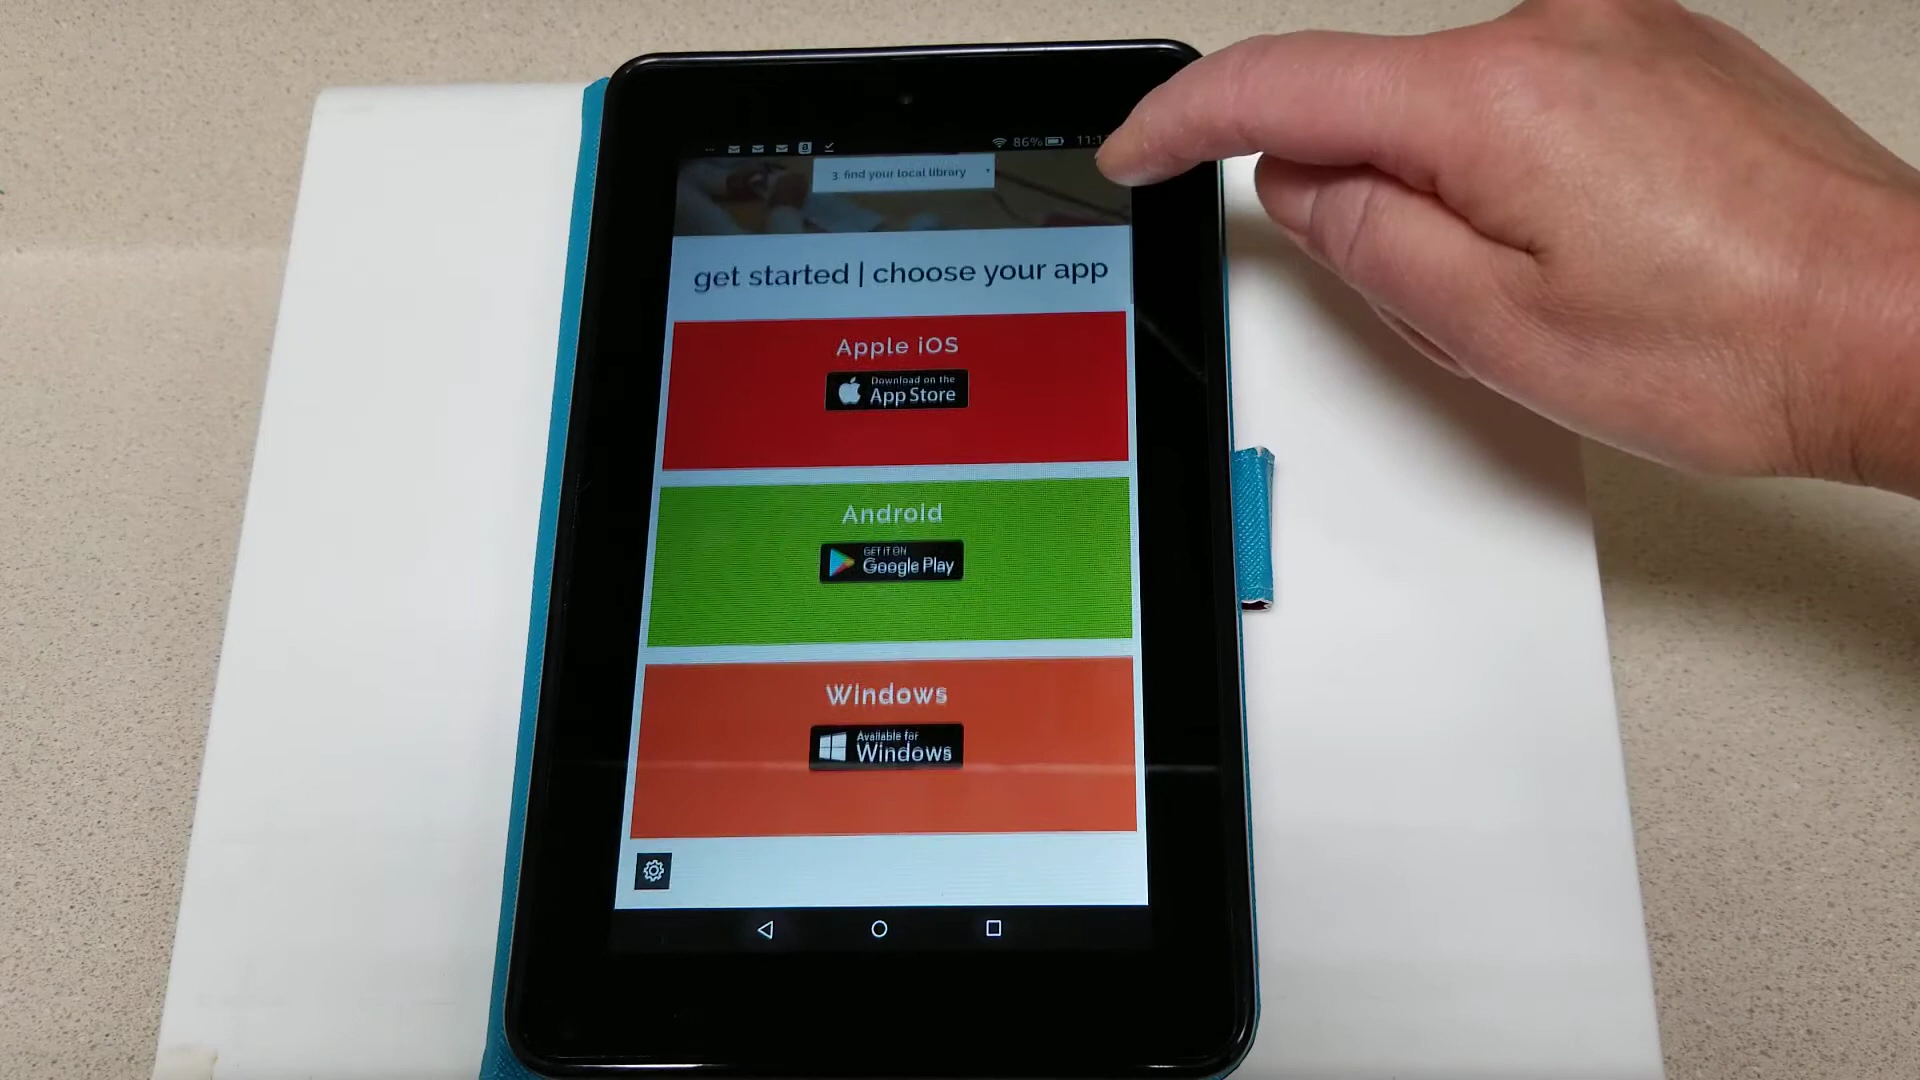 86%
3 find your local library
get started | choose your app
Apple iOS
Download on the
App Store
Android
GET IT ON
Google Play
Windows
Available for
Windows